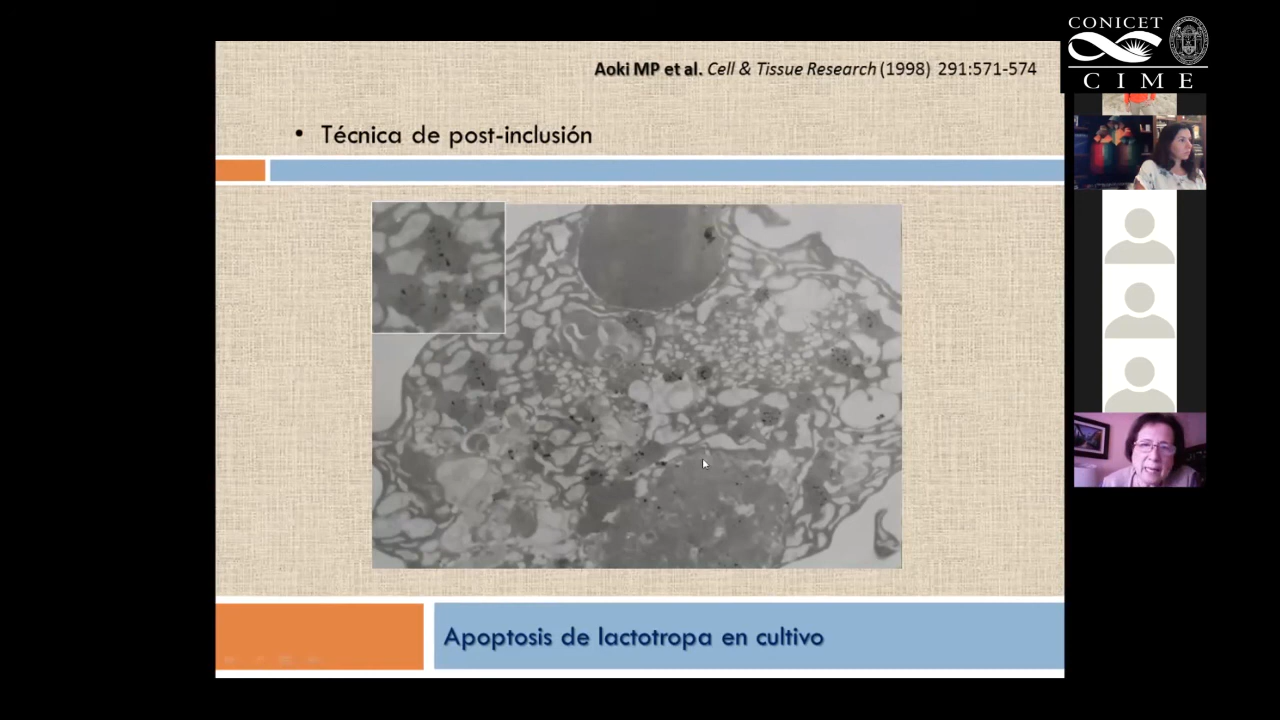 Aoki MP et al. Cell & Tissue Research (1998) 291:571-574
• Técnica de post-inclusión
Apoptosis de lactotropa en cultivo
CONICET
CIME